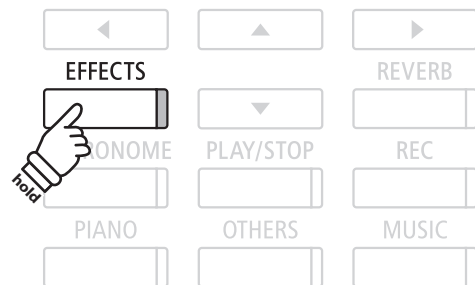 EFFECTS
REVERB
RONOME
PLAY/STOP
REC
hold
PIANO
OTHERS
MUSIC